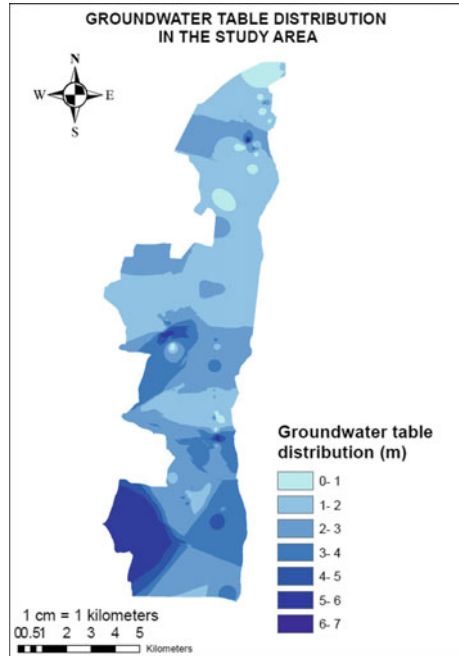 GROUNDWATER TABLE DISTRIBUTION
IN THE STUDY AREA
N
W E
S
Groundwater table
distribution (m)
0- 1
1- 2
2- 3
3- 4
4- 5
5- 6
6- 7
1 cm = 1 kilometers
00.51 2 3 4 5
Kilometers